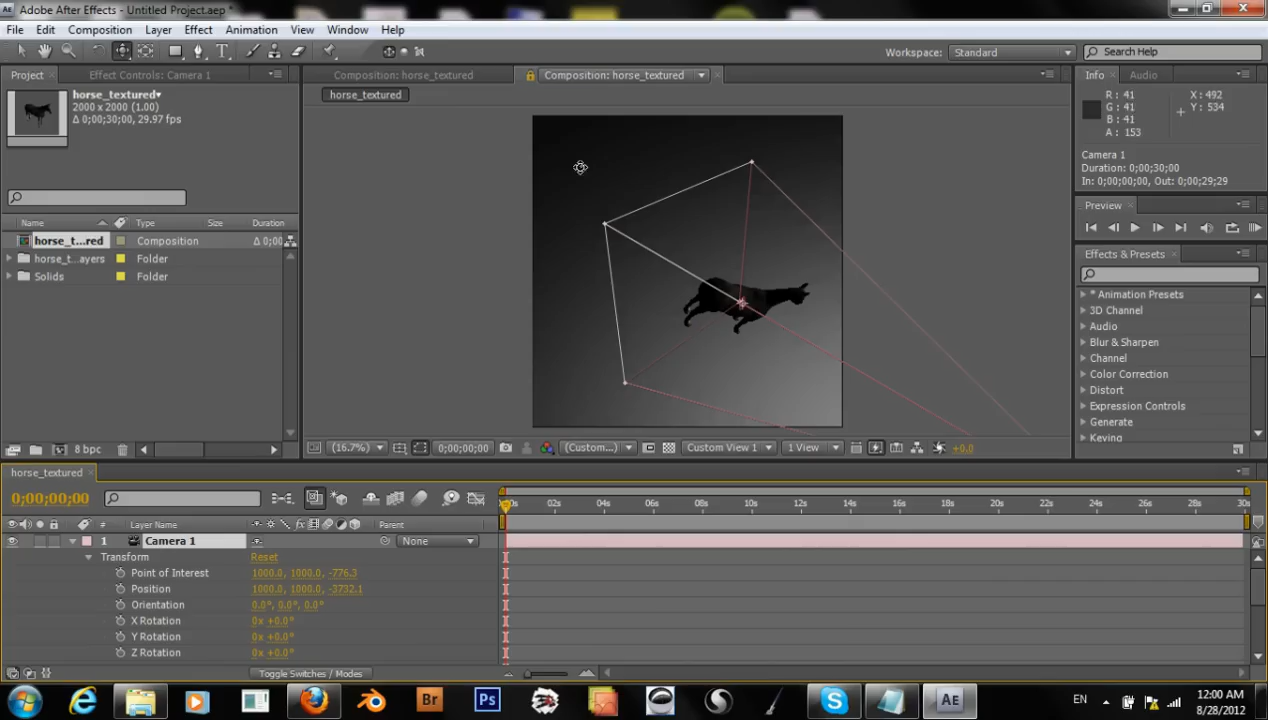 Adobe After Effects - Untitled Project.aep *
File Edit Composition Layer Effect Animation View Window Help
Workspace: Standard Search Help
Project Effect Controls: Camera 1 Composition: horse_textured Composition: horse_textured Info Audio
horse_textured
horse_textured▾
2000 x 2000 (1.00)
Δ 0;00;30;00, 29.97 fps
R : 41
G : 41
B : 41
A : 153
X : 492
Y : 534
Camera 1
Duration: 0;00;30;00
In: 0;00;00;00, Out: 0;00;29;29
Preview
Name Type Size Duration
horse_t...red Composition Δ 0;00
horse_t...ayers Folder
Solids Folder
Effects & Presets
* Animation Presets
3D Channel
Audio
Blur & Sharpen
Channel
Color Correction
Distort
Expression Controls
Generate
Keying
8 bpc
(16.7%) 0;00;00;00 (Custom...) Custom View 1 1 View +0.0
horse_textured
0;00;00;00
02s 04s 06s 08s 10s 12s 14s 16s 18s 20s 22s 24s 26s 28s 30s
# Layer Name Parent
1 Camera 1 None
Transform Reset
Point of Interest 1000.0, 1000.0, -776.3
Position 1000.0, 1000.0, -3732.1
Orientation 0.0°, 0.0°, 0.0°
X Rotation 0x +0.0°
Y Rotation 0x +0.0°
Z Rotation 0x +0.0°
Toggle Switches / Modes
Br Ps Ae EN 12:00 AM
8/28/2012